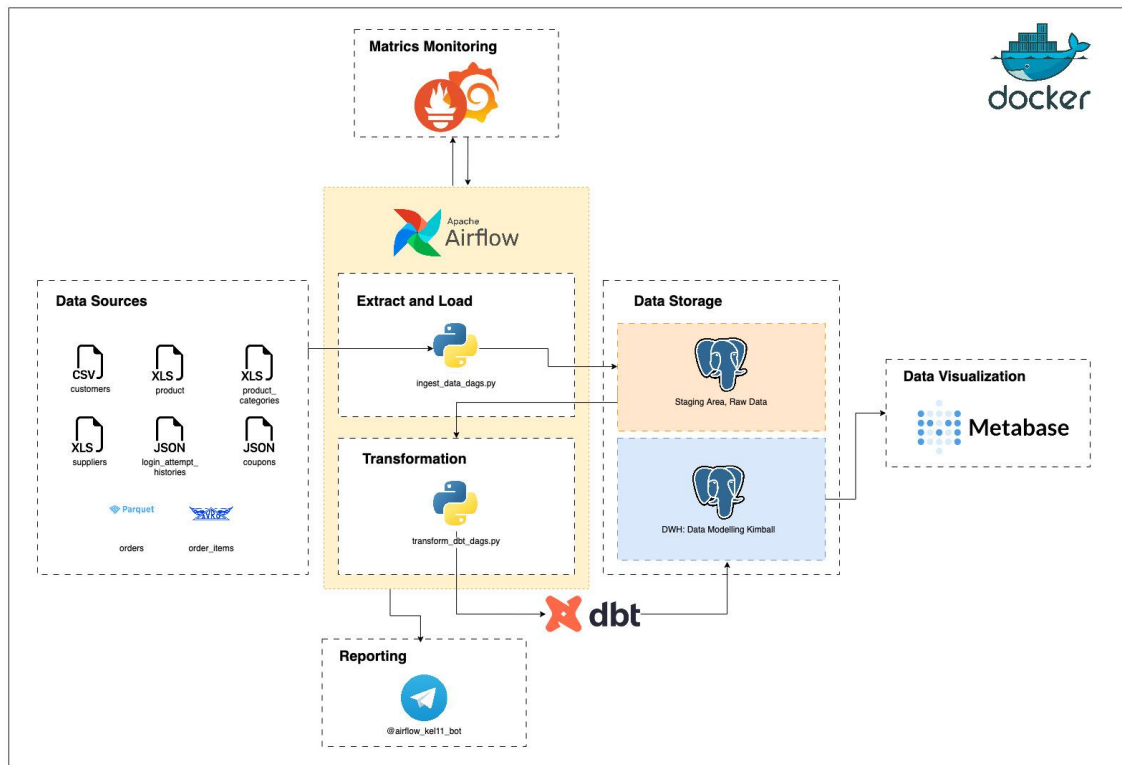 Matrics Monitoring
docker
Apache
Airflow
Data Sources
CSV
customers
XLS
product
XLS
product_
categories
XLS
suppliers
JSON
login_attempt_
histories
JSON
coupons
Parquet
orders
order_items
Extract and Load
ingest_data_dags.py
Transformation
transform_dbt_dags.py
Data Storage
Staging Area, Raw Data
DWH: Data Modelling Kimball
Data Visualization
Metabase
dbt
Reporting
@airflow_kel11_bot